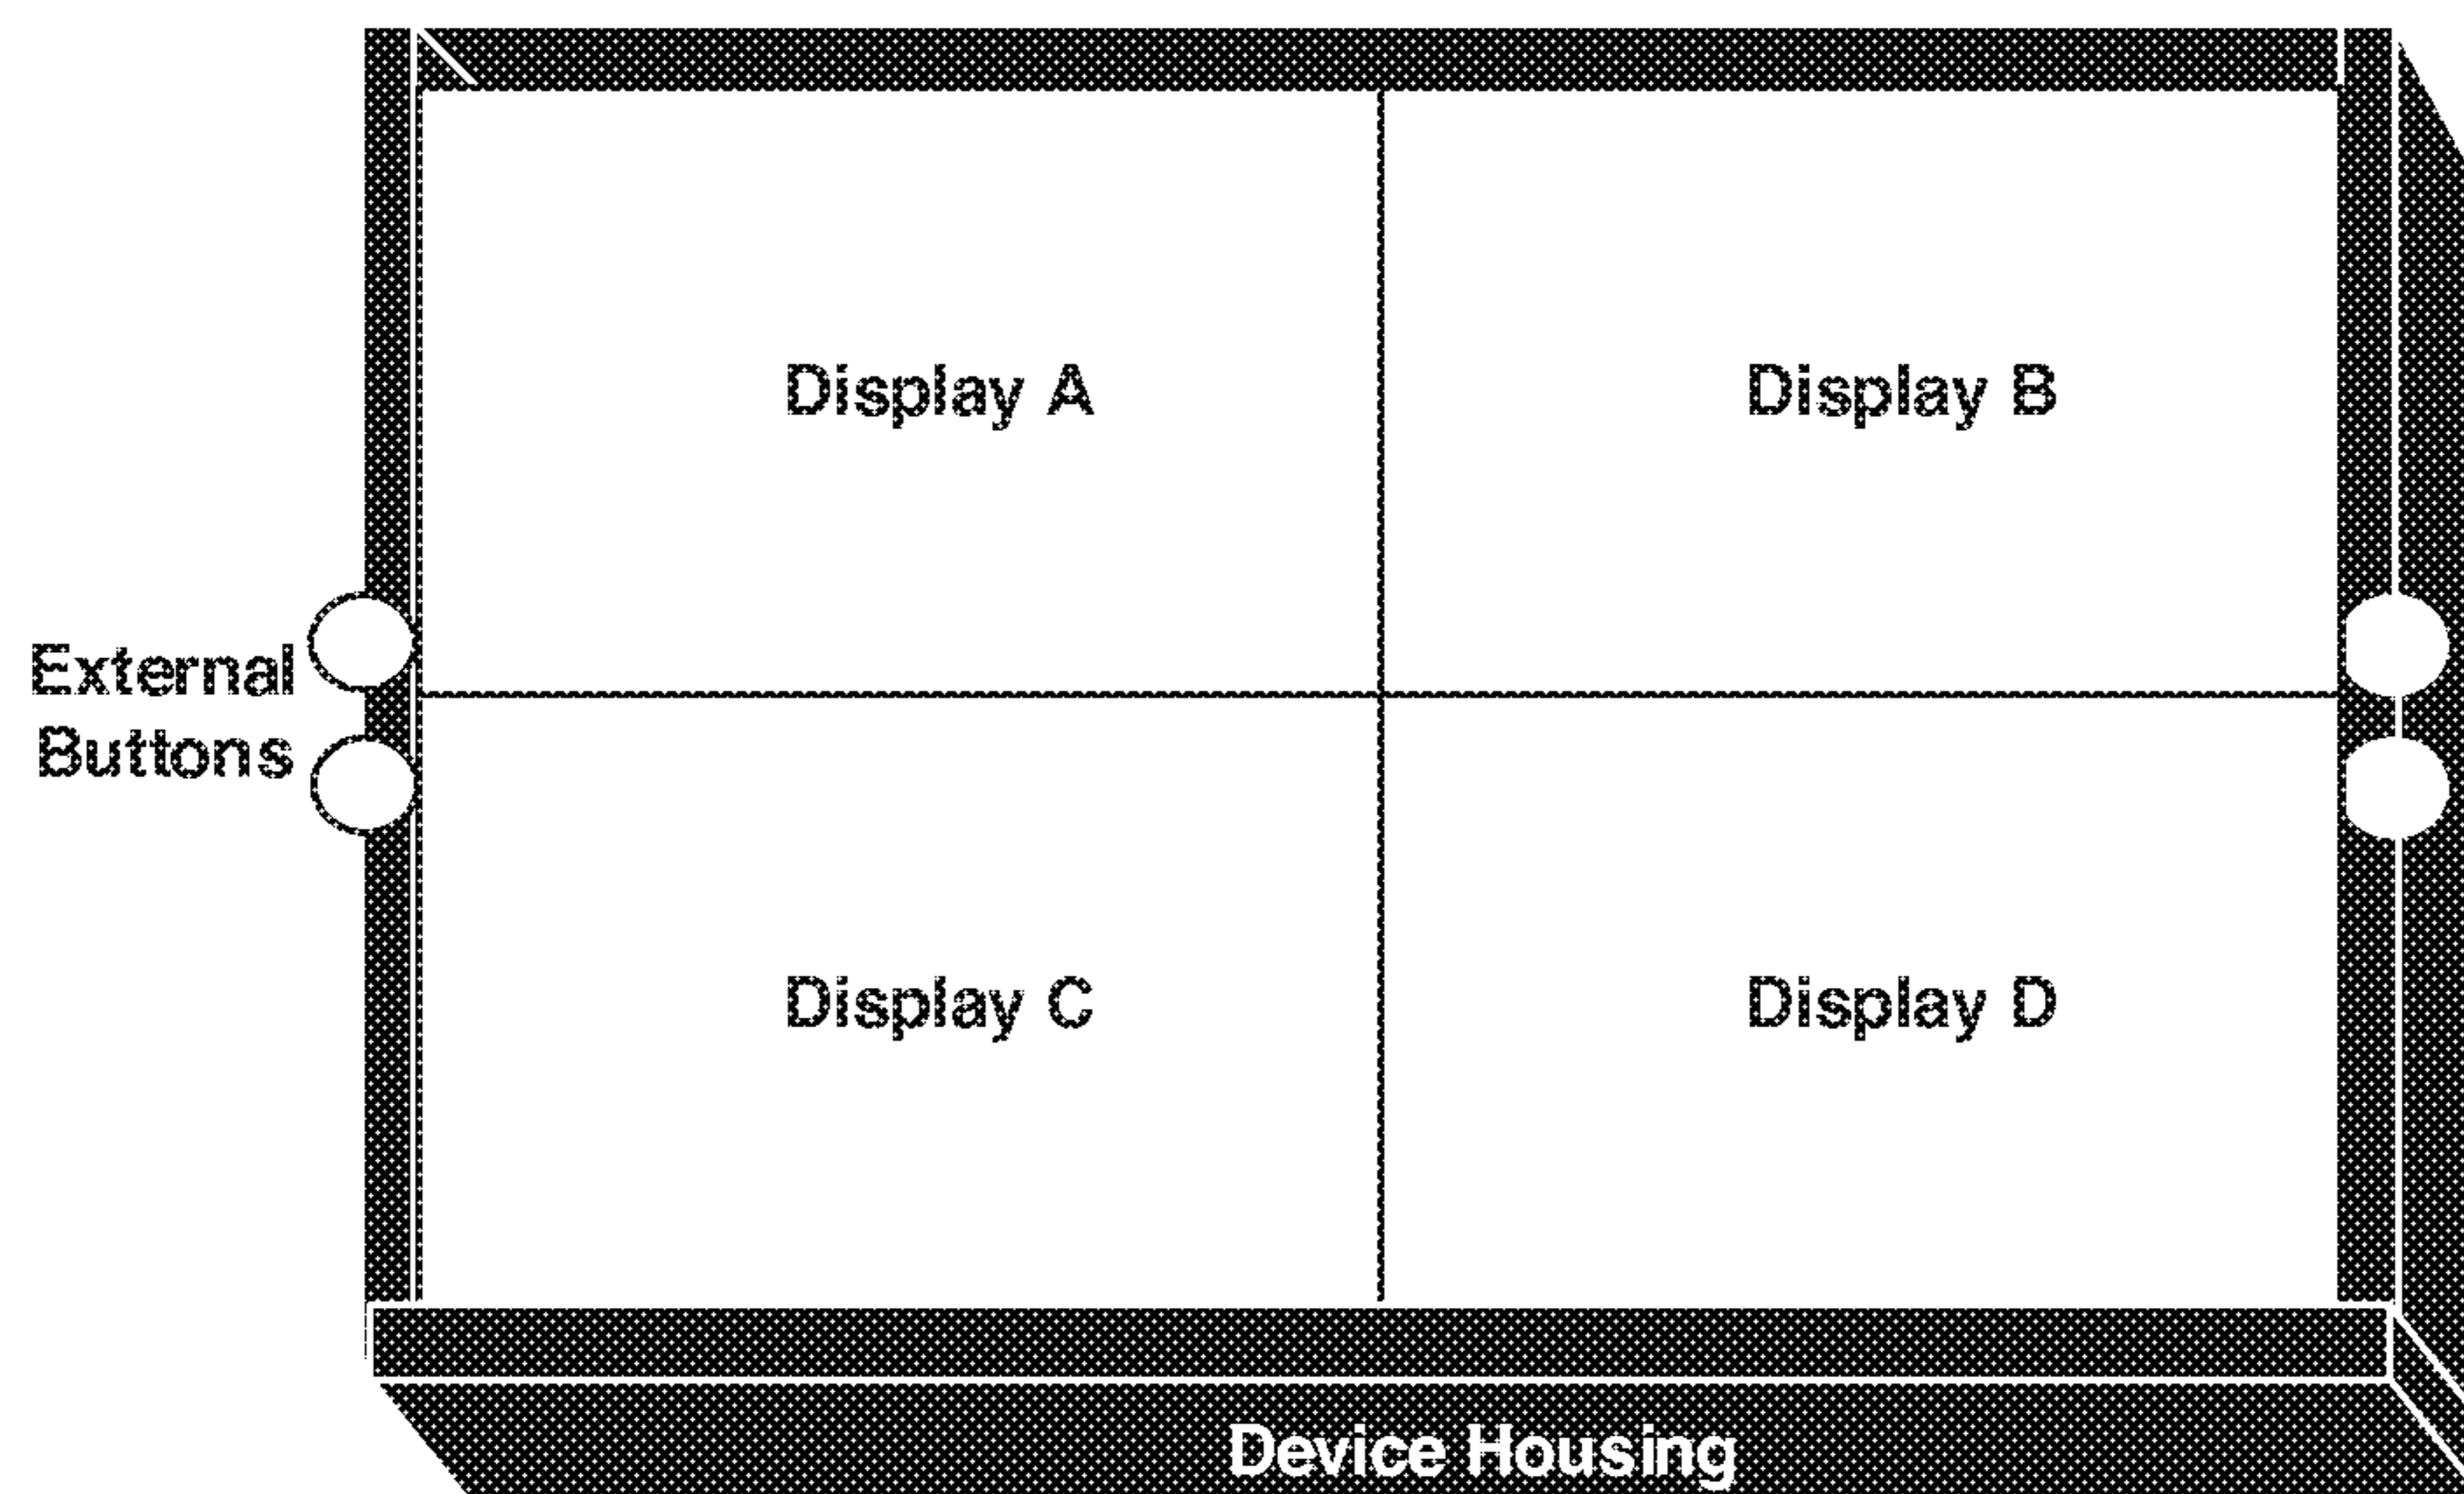 Display A
Display B
External
Buttons
Display C
Display D
Device Housing